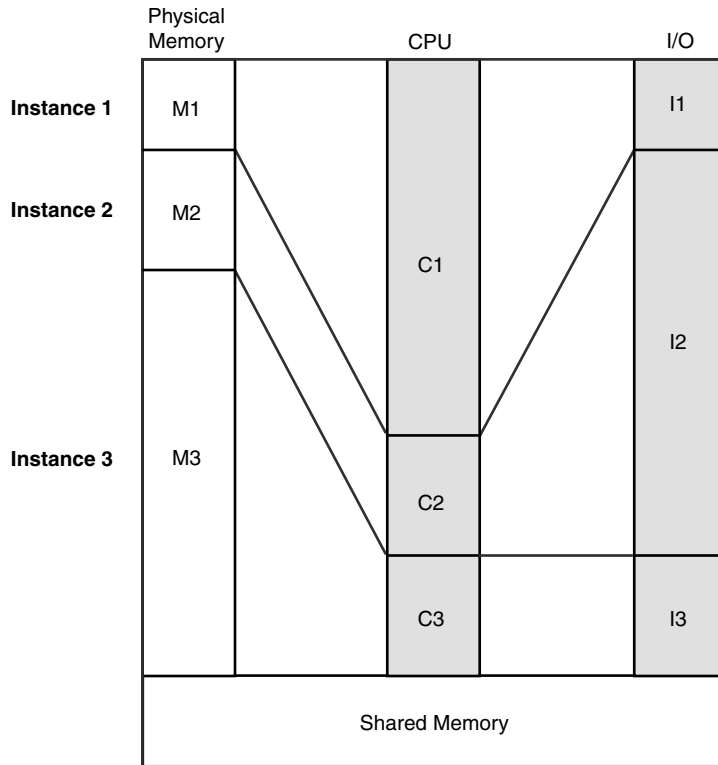 Physical
Memory
CPU
I/O
Instance 1
M1
I1
Instance 2
M2
C1
I2
Instance 3
M3
C2
C3
I3
Shared Memory